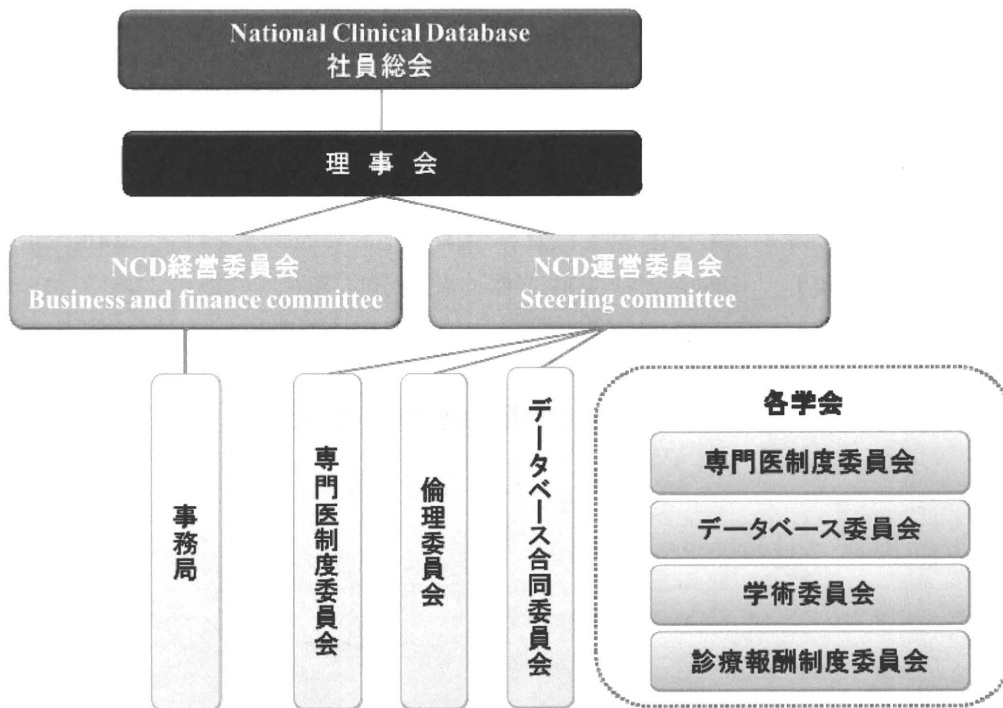 National Clinical Database
社員総会
理事会
NCD経営委員会
Business and finance committee
NCD運営委員会
Steering committee
事務局
専門医制度委員会
倫理委員会
データベース合同委員会
各学会
専門医制度委員会
データベース委員会
学術委員会
診療報酬制度委員会